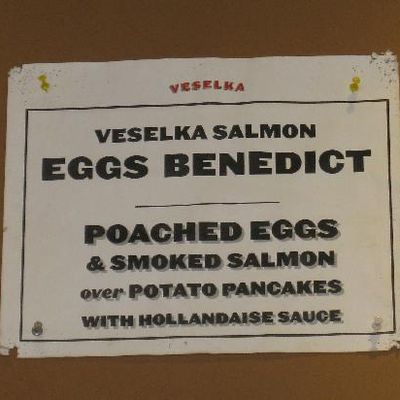 VESELKA
VESELKA SALMON
EGGS BENEDICT
POACHED EGGS
& SMOKED SALMON
over POTATO PANCAKES
WITH HOLLANDAISE SAUCE